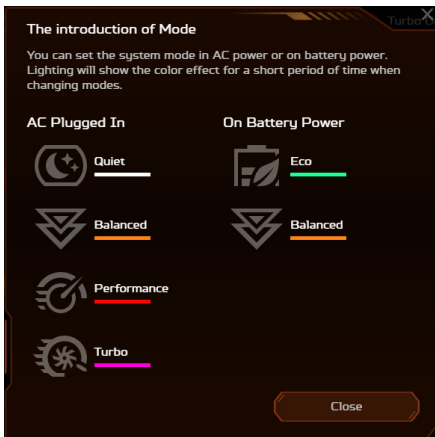 Turbo
The introduction of Mode
You can set the system mode in AC power or on battery power.
Lighting will show the color effect for a short period of time when
changing modes.
AC Plugged In
On Battery Power
Quiet
Eco
Balanced
Balanced
Performance
Turbo
Close